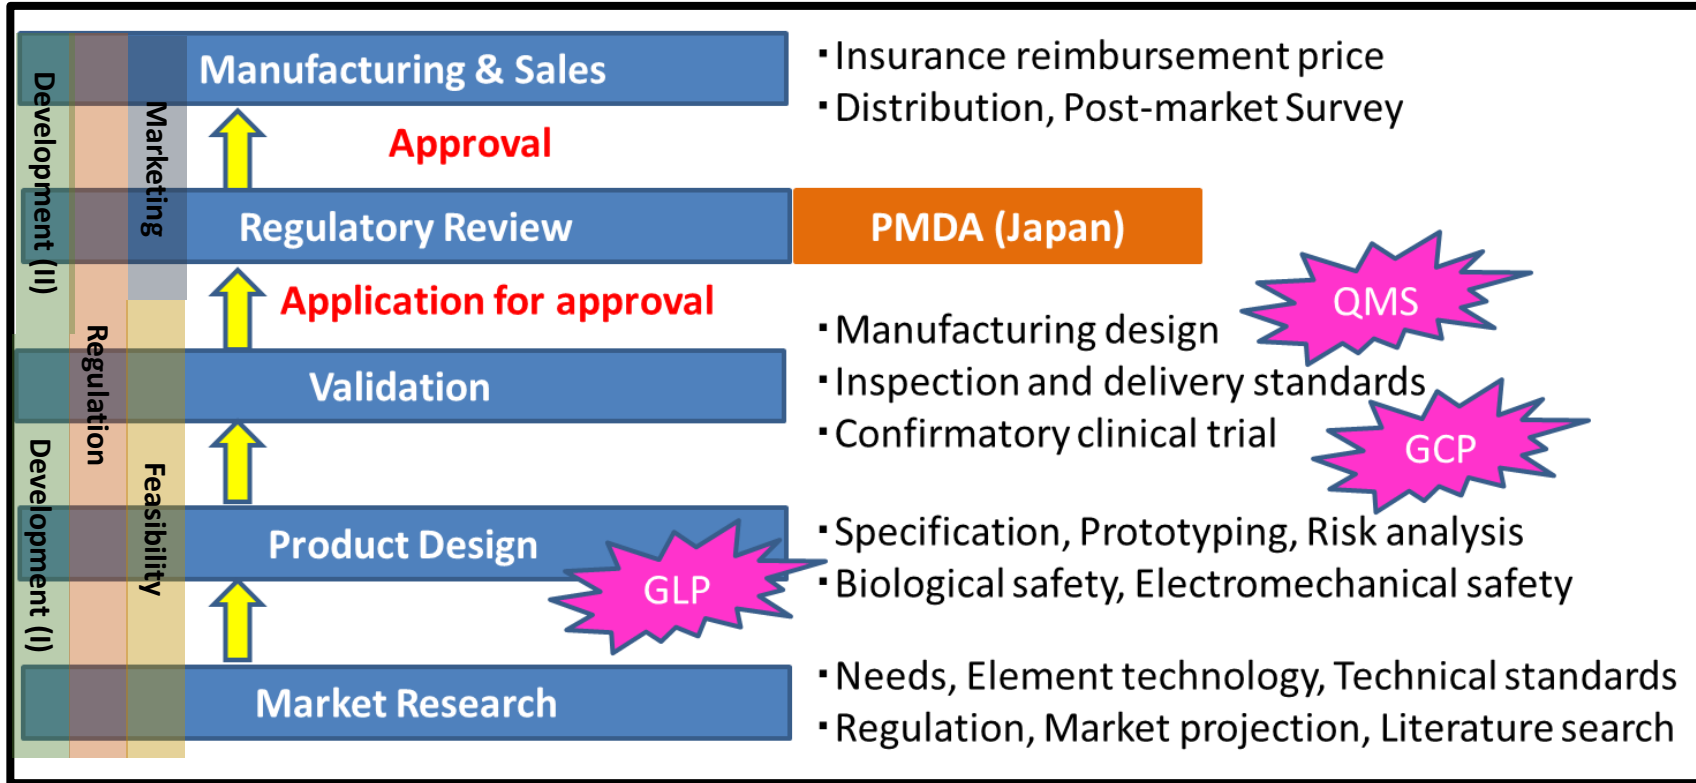 Manufacturing & Sales
・Insurance reimbursement price
・Distribution, Post-market Survey
Approval
Regulatory Review
PMDA (Japan)
Application for approval
QMS
・Manufacturing design
Validation
・Inspection and delivery standards
・Confirmatory clinical trial
GCP
Product Design
GLP
・Specification, Prototyping, Risk analysis
・Biological safety, Electromechanical safety
Market Research
・Needs, Element technology, Technical standards
・Regulation, Market projection, Literature search
Development (II)
Development (I)
Regulation
Marketing
Feasibility